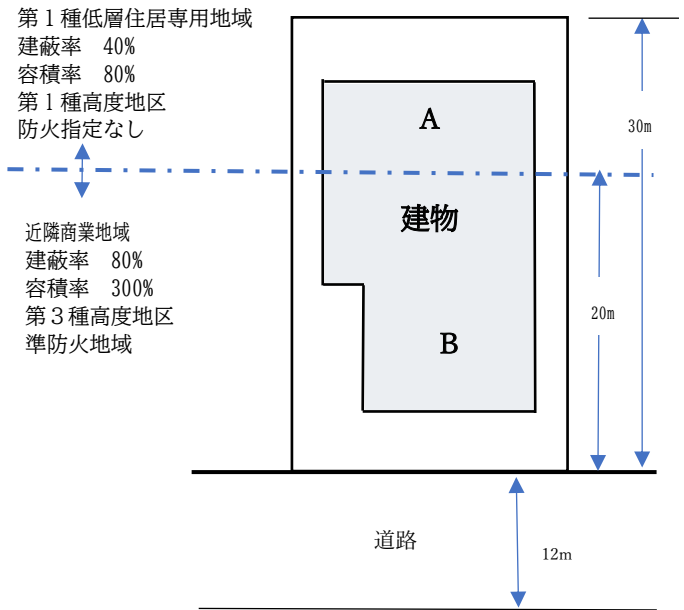 第１種低層住居専用地域
建蔽率　40%
容積率　80%
第１種高度地区
防火指定なし
A
30m
建物
近隣商業地域
建蔽率　80%
容積率　300%
第３種高度地区
準防火地域
20m
B
道路
12m